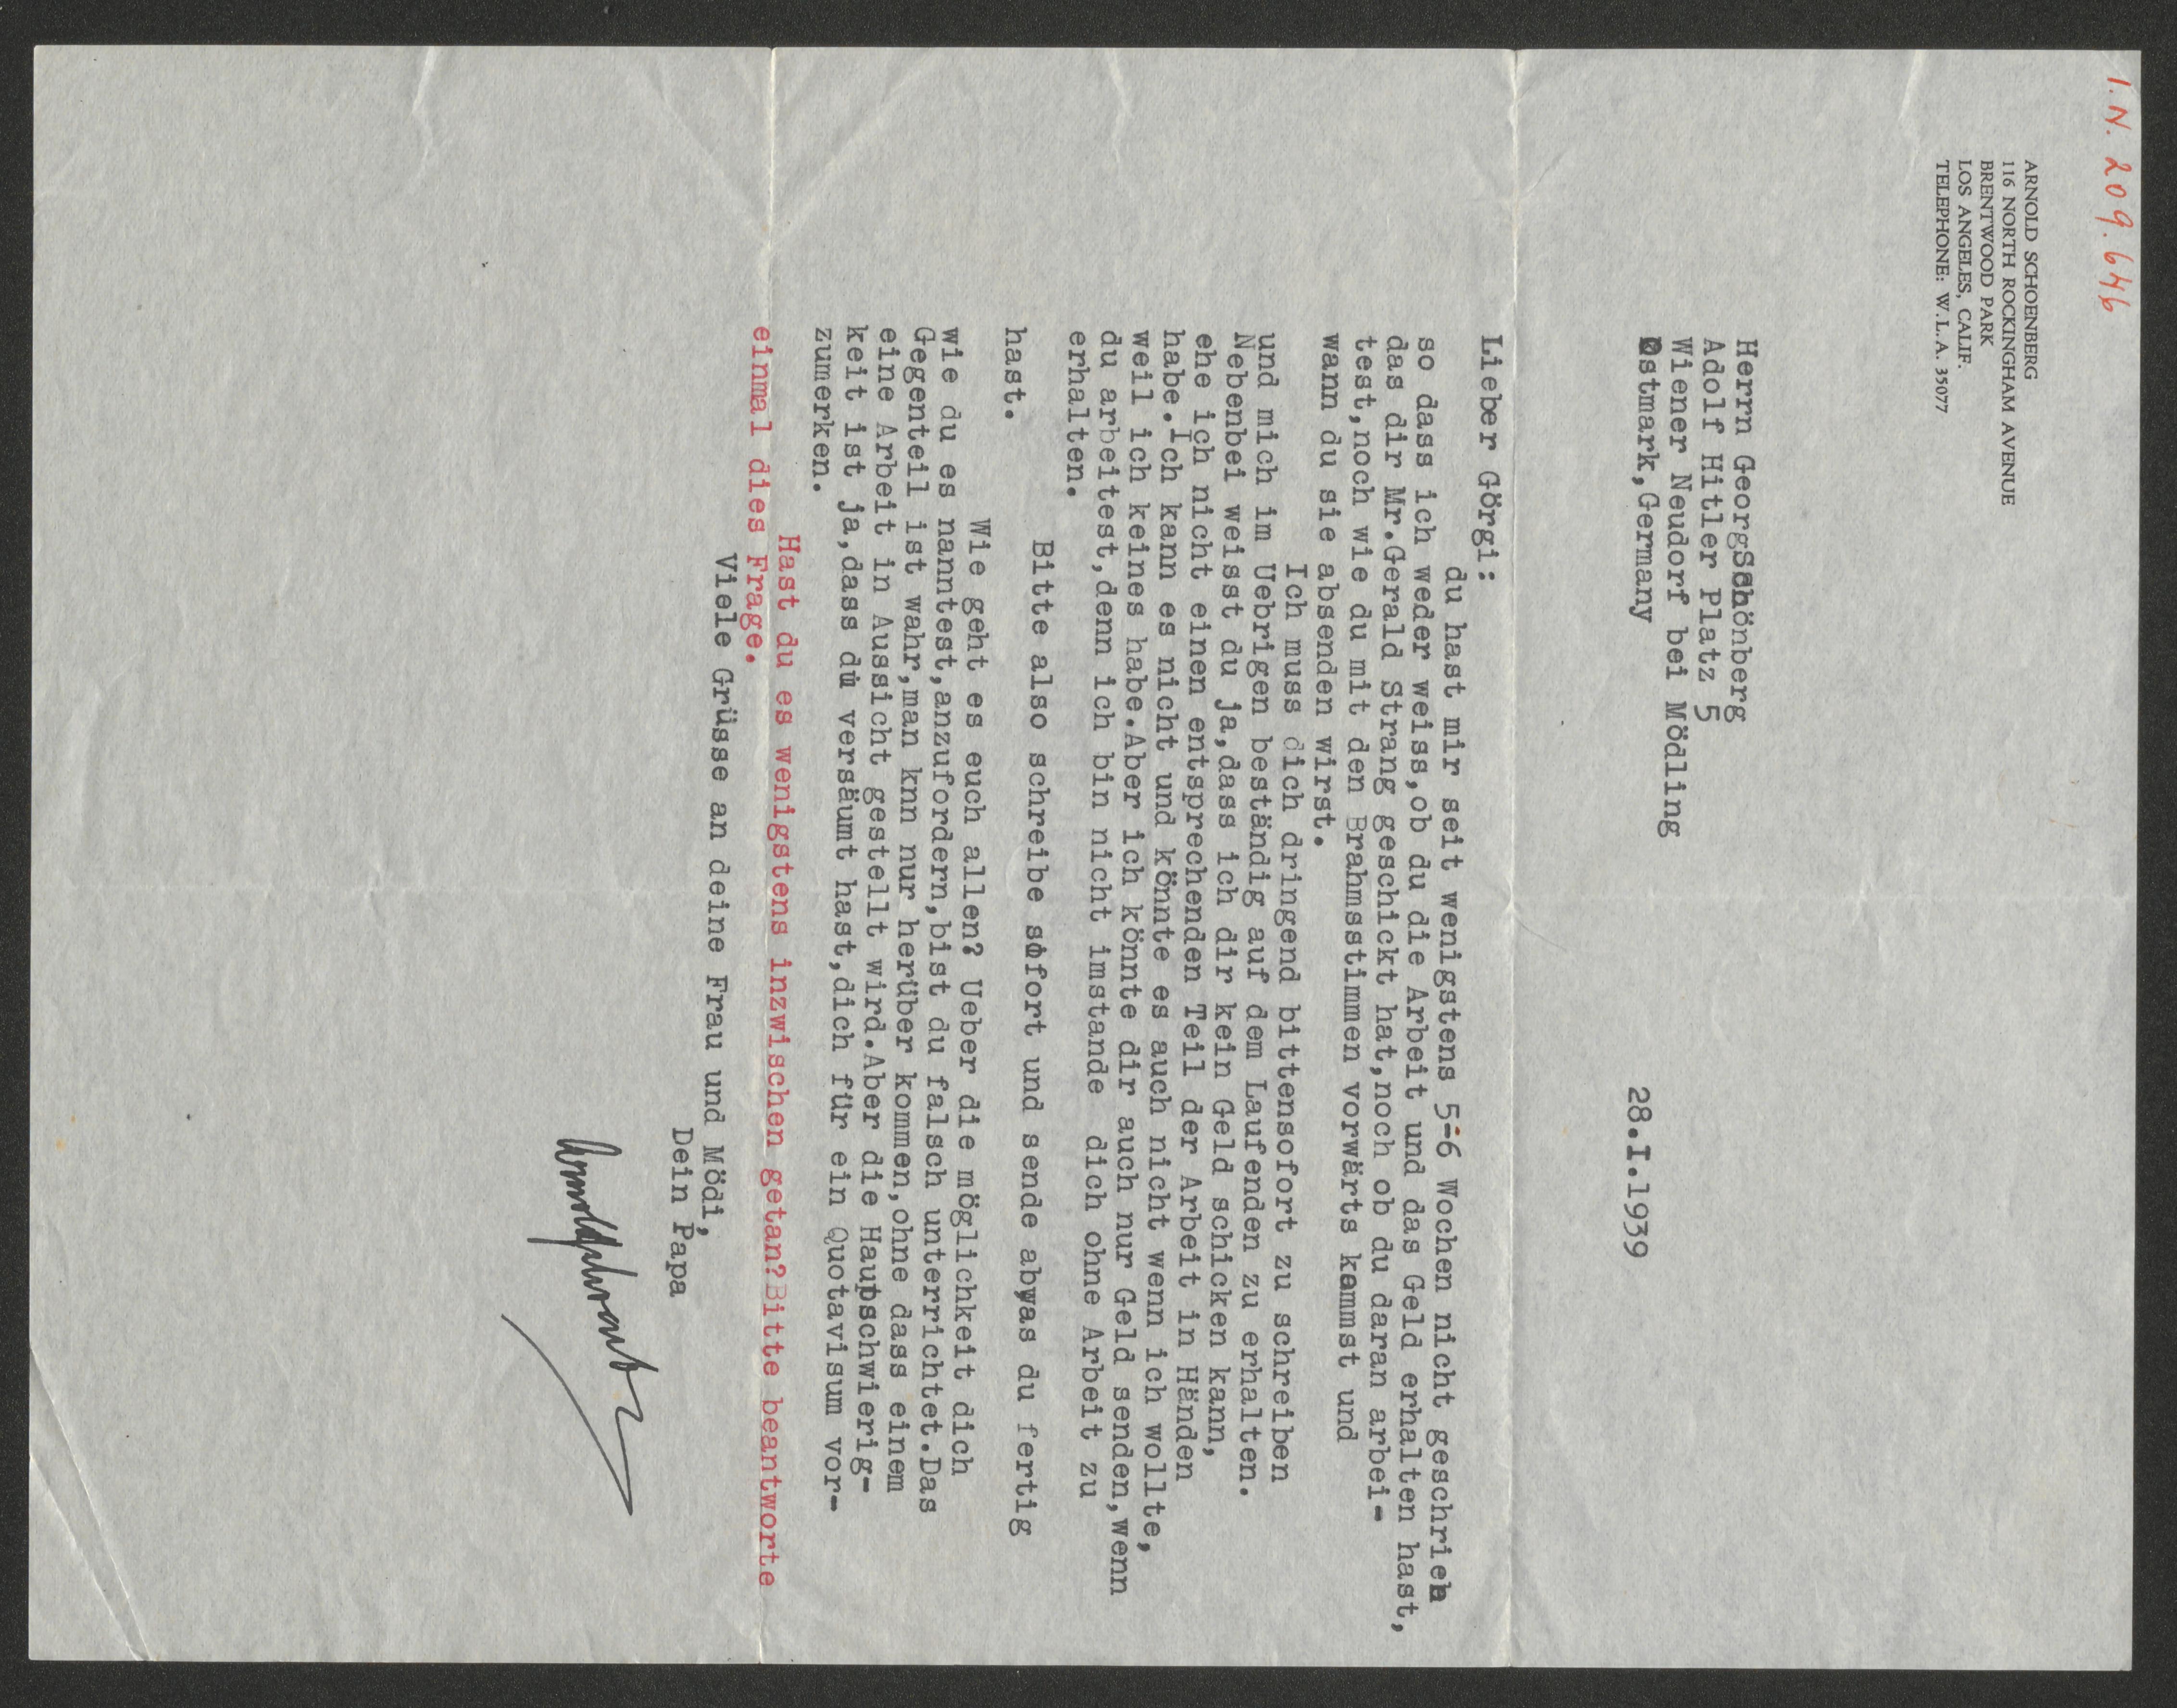 I.N. 209.646
ARNOLD SCHOENBERG
116 NORTH ROCKINGHAM AVENUE
BRENTWOOD PARK
LOS ANGELES, CALIF.
TELEPHONE: W.L.A. 35077
Herrn GeorgSchönberg
Adolf Hitler Platz 5
Wiener Neudorf bei Mödling
Ostmark,Germany
28.I.1939
Lieber Görgi:
du hast mir seit wenigstens 5-6 Wochen nicht geschrieb
so dass ich weder weiss,ob du die Arbeit und das Geld erhalten hast,
das dir Mr.Gerald Strang geschickt hat,noch ob du daran arbei-
test,noch wie du mit den Brahmsstimmen vorwärts kammst und
wann du sie absenden wirst.
Ich muss dich dringend bittensofort zu schreiben
und mich im Uebrigen beständig auf dem Laufenden zu erhalten.
Nebenbei weisst du ja,dass ich dir kein Geld schicken kann,
ehe ich nicht einen entsprechenden Teil der Arbeit in Händen
habe.Ich kann es nicht und könnte es auch nicht wenn ich wollte,
weil ich keines habe.Aber ich könnte dir auch nur Geld senden,wenn
du arbeitest,denn ich bin nicht imstande dich ohne Arbeit zu
erhalten.
Bitte also schreibe sofort und sende abwas du fertig
hast.
Wie geht es euch allen? Ueber die möglichkeit dich
wie du es nanntest,anzufordern,bist du falsch unterrichtet.Das
Gegenteil ist wahr,man knn nur herüber kommen,ohne dass einem
eine Arbeit in Aussicht gestellt wird.Aber die Haupschwierig-
keit ist ja,dass du versäumt hast,dich für ein Quotavisum vor-
zumerken.
Hast du es wenigstens inzwischen getan?Bitte beantworte
einmal dies Frage.
Viele Grüsse an deine Frau und Mödi,
Dein Papa